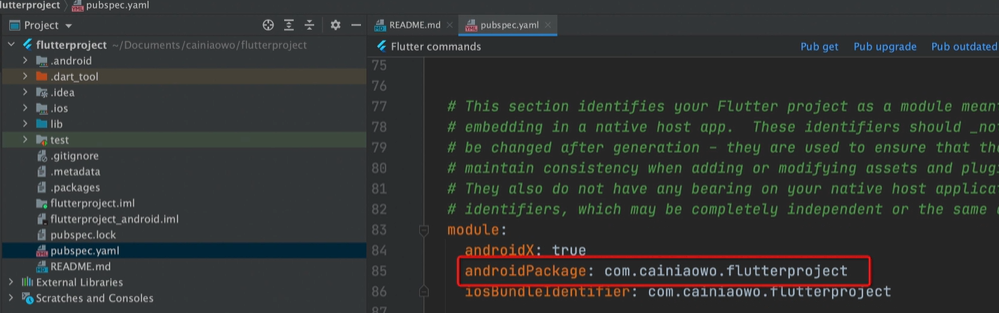 lutterproject › pubspec.yaml
Project
README.md
pubspec.yaml
flutterproject ~/Documents/cainiaowo/flutterproject
.android
.dart_tool
.idea
.ios
lib
test
.gitignore
.metadata
.packages
flutterproject.iml
flutterproject_android.iml
pubspec.lock
pubspec.yaml
README.md
External Libraries
Scratches and Consoles
Flutter commands
Pub get
Pub upgrade
Pub outdated
75
76
77 # This section identifies your Flutter project as a module mean
78 # embedding in a native host app. These identifiers should _no
79 # be changed after generation – they are used to ensure that th
80 # maintain consistency when adding or modifying assets and plug
81 # They also do not have any bearing on your native host applica
82 # identifiers, which may be completely independent or the same
83 module:
84 androidX: true
85 androidPackage: com.cainiaowo.flutterproject
86 iosBundleIdentifier: com.cainiaowo.flutterproject
87